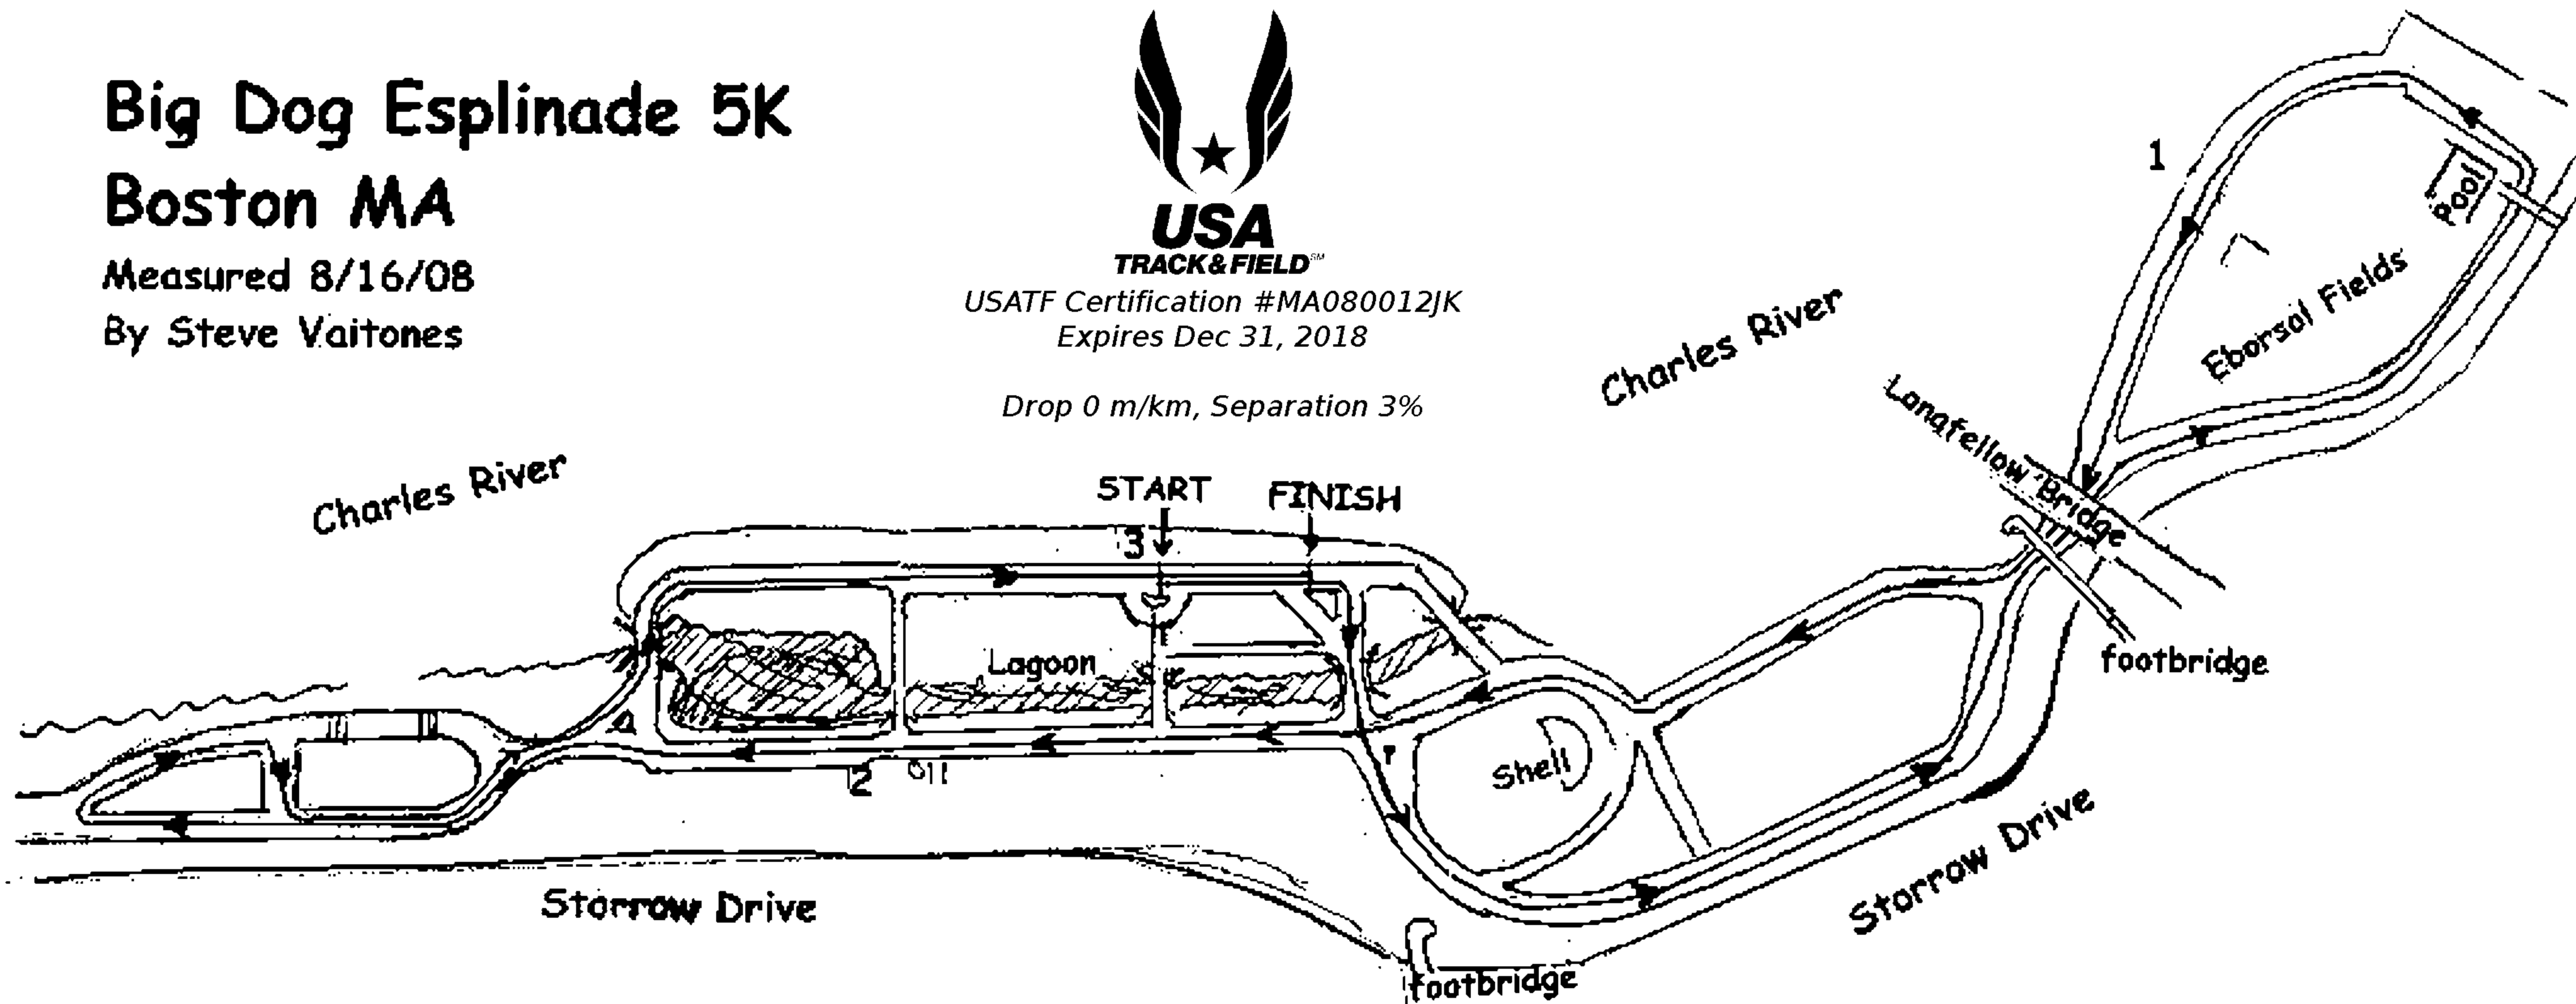 Big Dog Esplinade 5K
Boston MA
Measured 8/16/08
By Steve Vaitones
USA
TRACK&FIELD℠
USATF Certification #MA080012JK
Expires Dec 31, 2018
Drop 0 m/km, Separation 3%
1
Pool
Eborsal Fields
Charles River
Longfellow Bridge
Charles River
START
FINISH
3
footbridge
Lagoon
Shell
2
Storrow Drive
Storrow Drive
footbridge